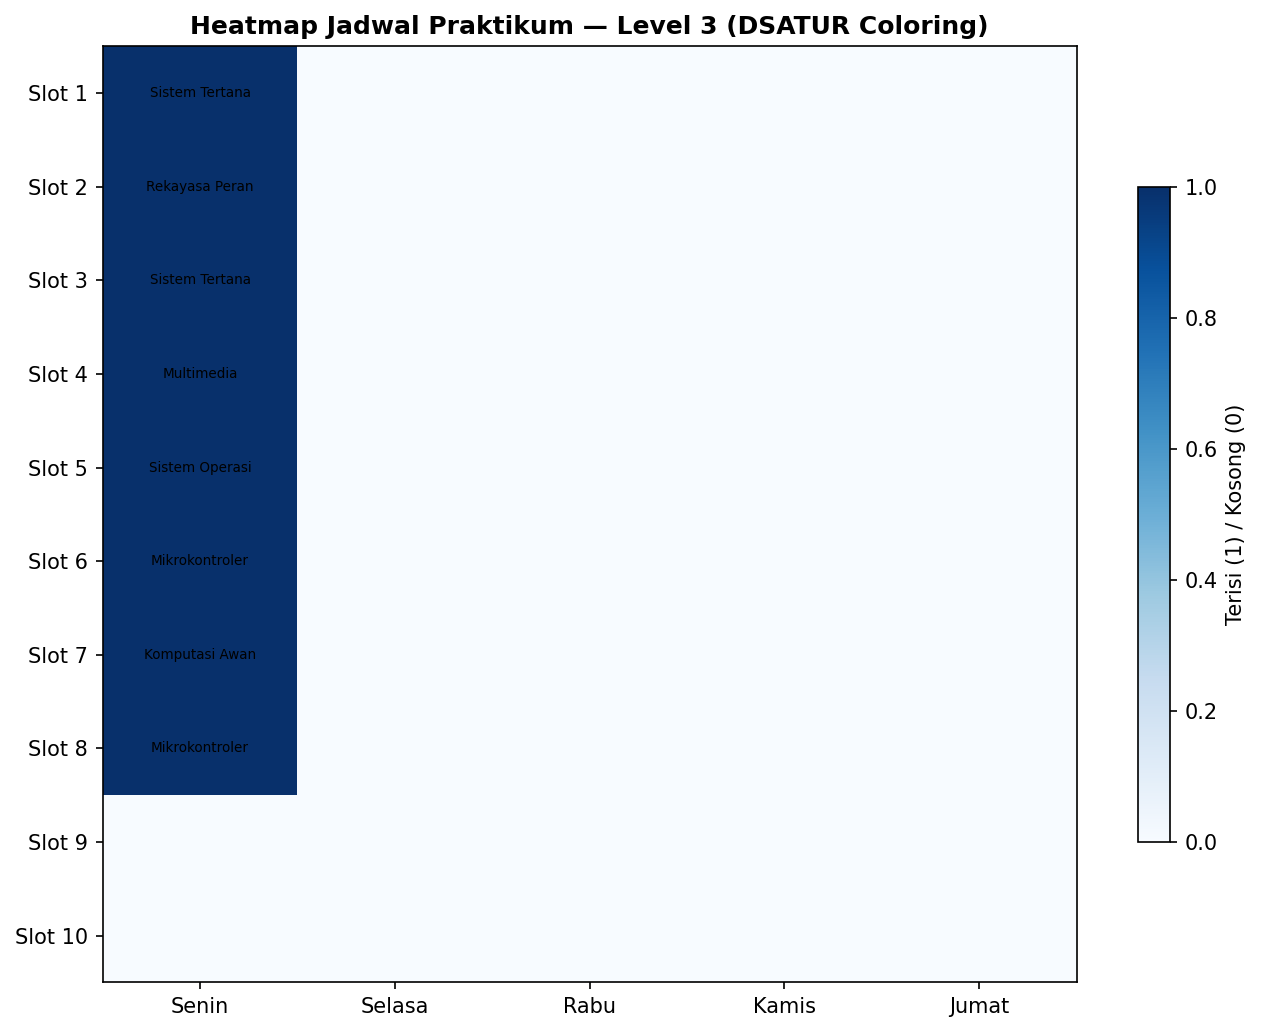 Heatmap Jadwal Praktikum — Level 3 (DSATUR Coloring)
Slot 1
Sistem Tertana
Slot 2
Rekayasa Peran
Slot 3
Sistem Tertana
Slot 4
Multimedia
Slot 5
Sistem Operasi
Slot 6
Mikrokontroler
Slot 7
Komputasi Awan
Slot 8
Mikrokontroler
Slot 9
Slot 10
Senin
Selasa
Rabu
Kamis
Jumat
1.0
0.8
0.6
0.4
0.2
0.0
Terisi (1) / Kosong (0)